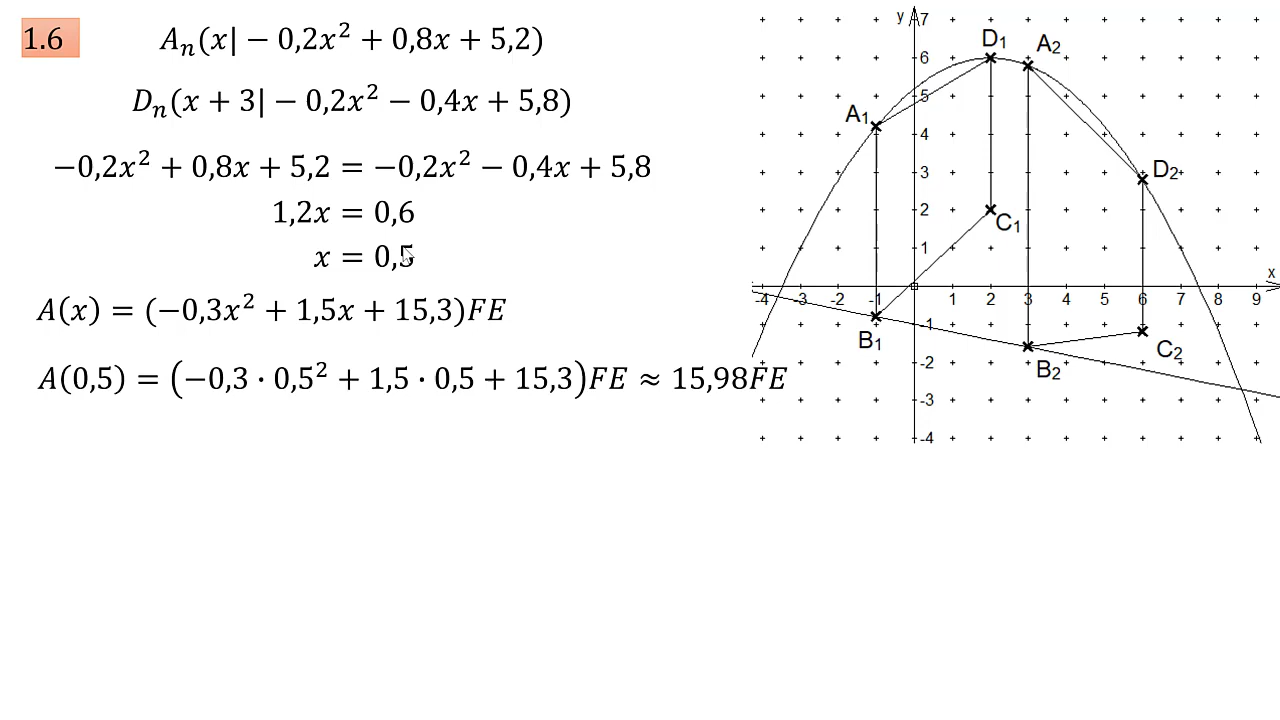 1.6
Aₙ(x| − 0,2x² + 0,8x + 5,2)
Dₙ(x + 3| − 0,2x² − 0,4x + 5,8)
−0,2x² + 0,8x + 5,2 = −0,2x² − 0,4x + 5,8
1,2x = 0,6
x = 0,5
A(x) = (−0,3x² + 1,5x + 15,3)FE
A(0,5) = (−0,3 · 0,5² + 1,5 · 0,5 + 15,3)FE ≈ 15,98FE
y
7
D₁
A₂
6
5
A₁
4
3
D₂
2
C₁
1
x
-4 -3 -2 -1 1 2 3 4 5 6 7 8 9
-1
B₁
C₂
-2
B₂
-3
-4